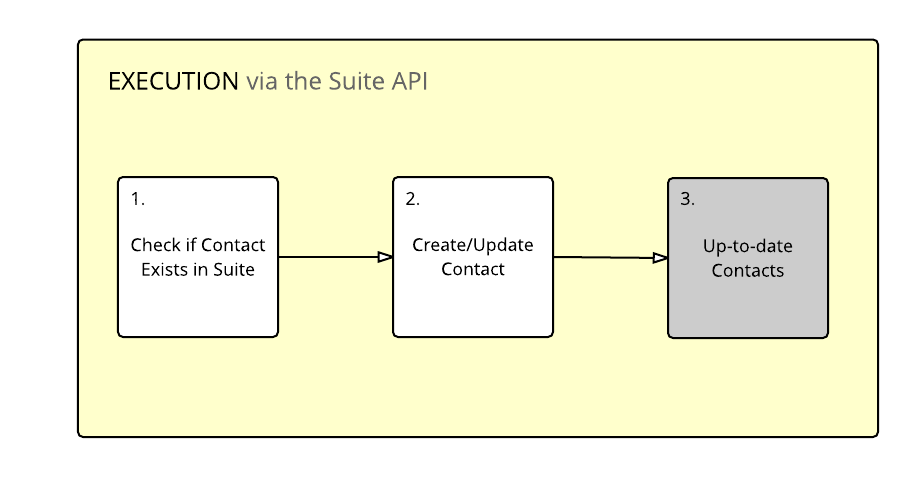 EXECUTION via the Suite API
1.
Check if Contact
Exists in Suite
2.
Create/Update
Contact
3.
Up-to-date
Contacts